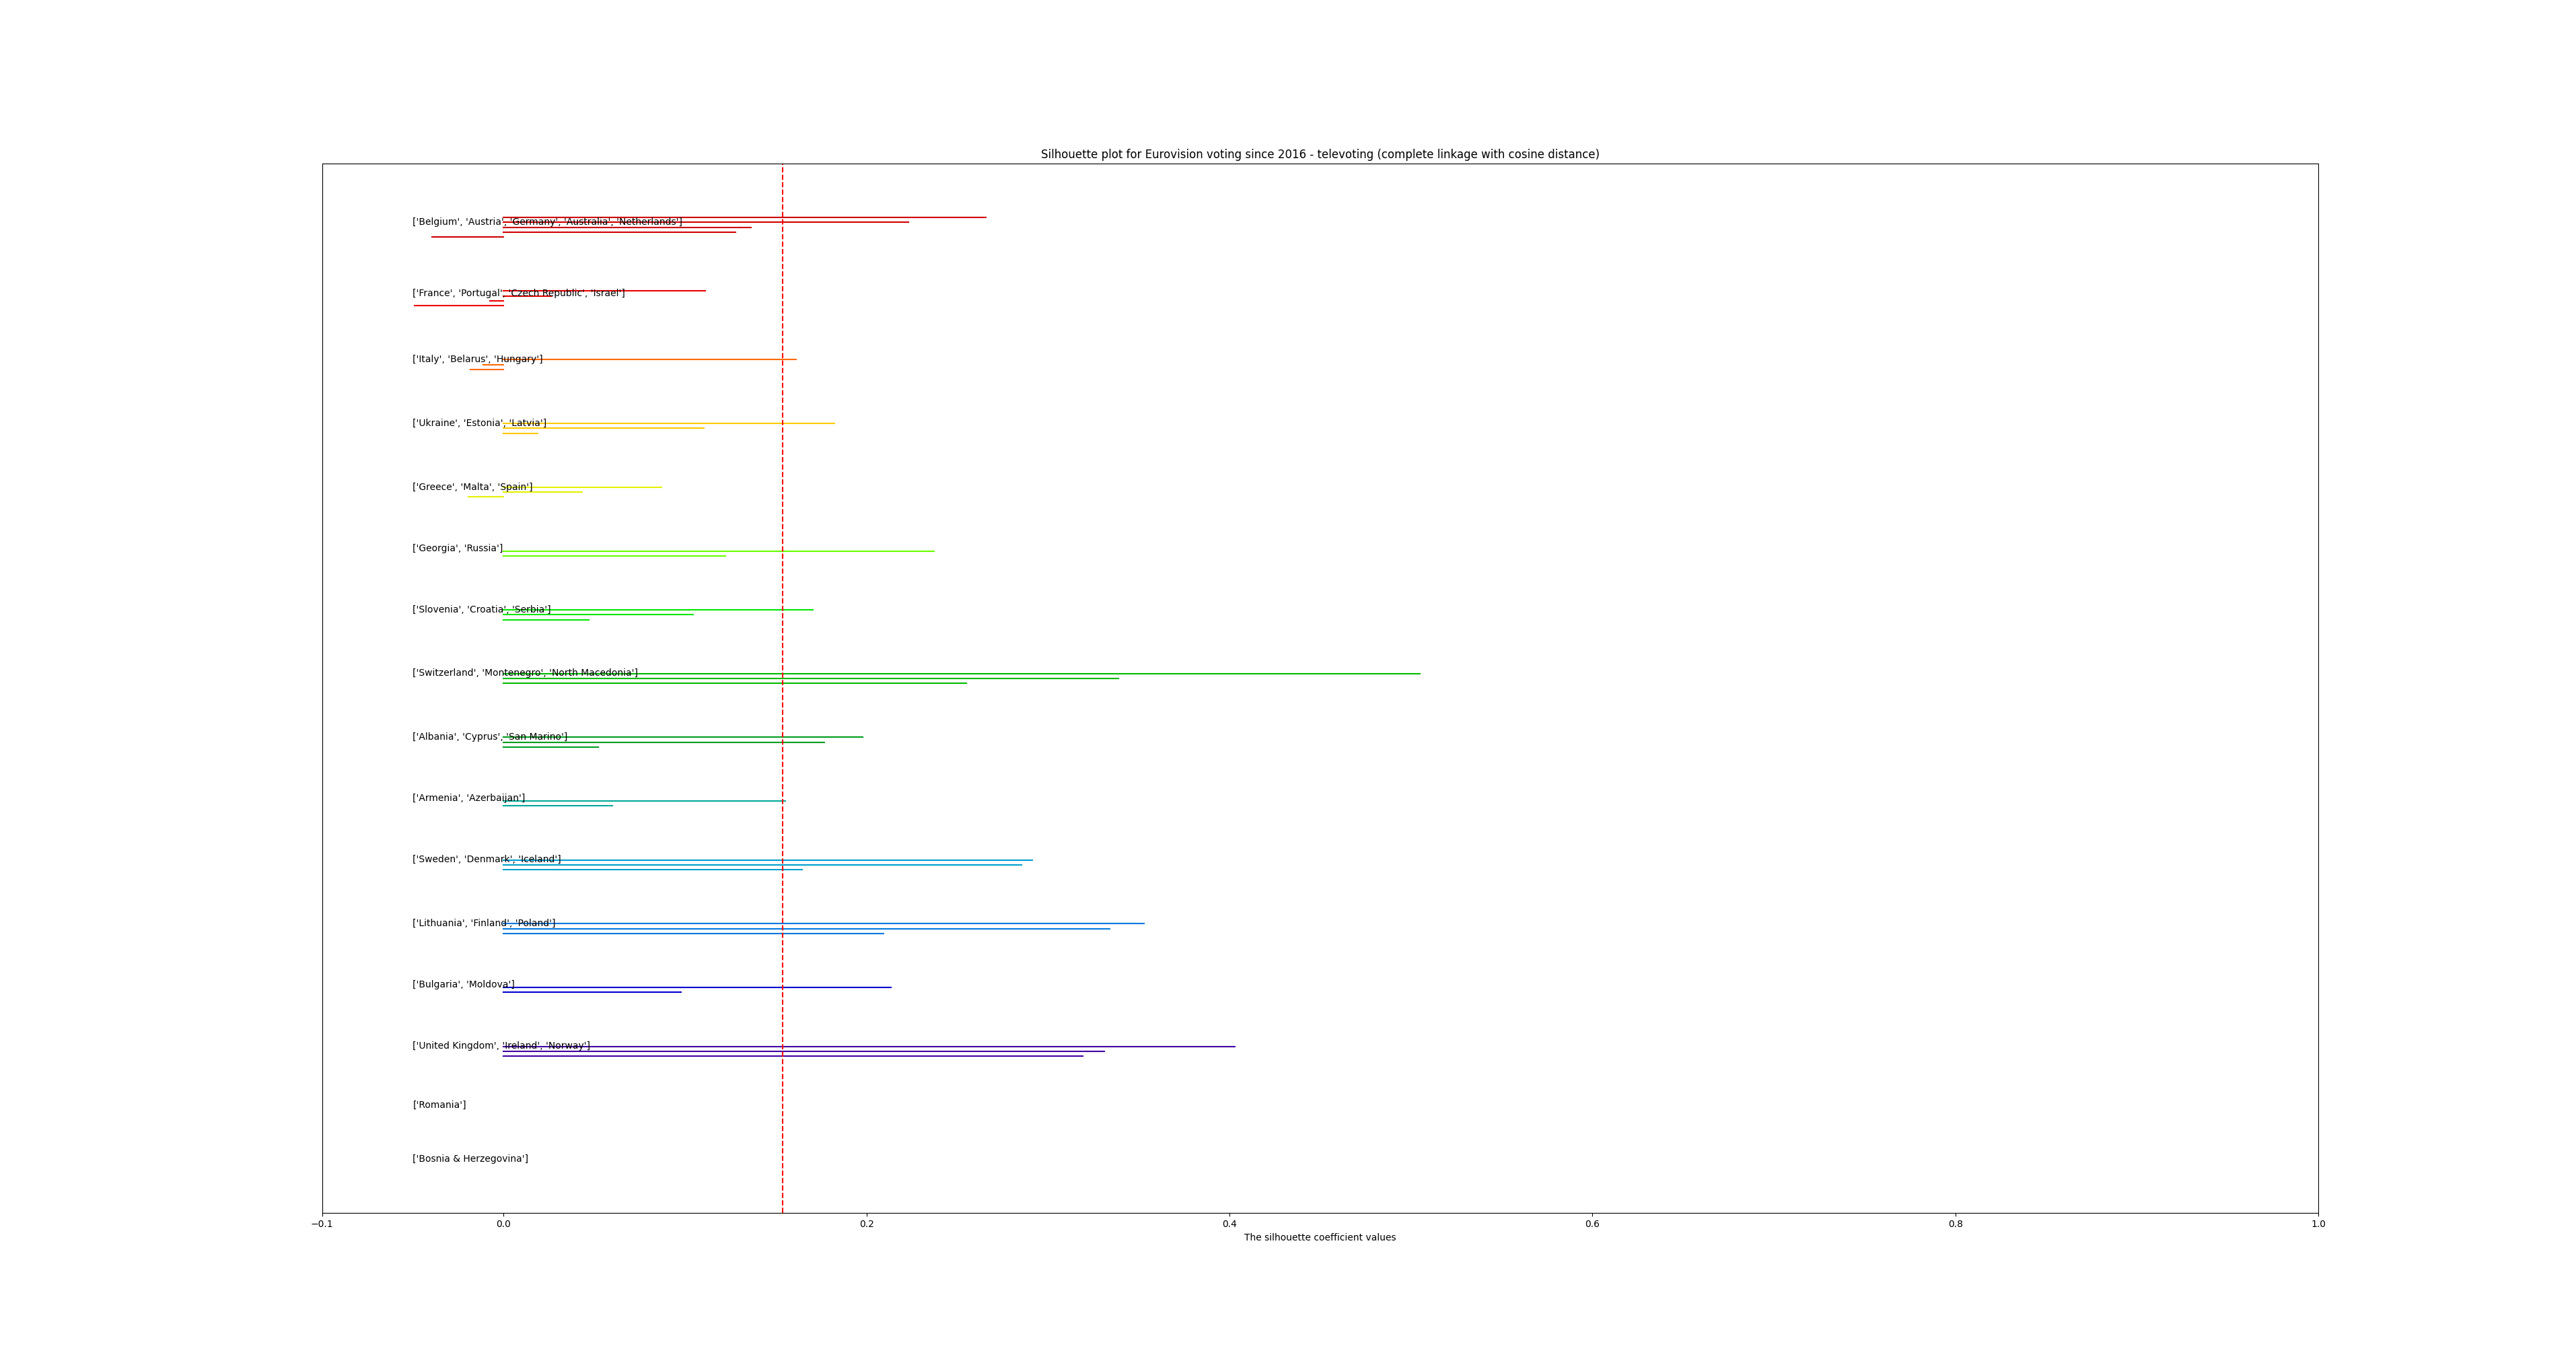 Silhouette plot for Eurovision voting since 2016 - televoting (complete linkage with cosine distance)
['Belgium', 'Austria', 'Germany', 'Australia', 'Netherlands']
['France', 'Portugal', 'Czech Republic', 'Israel']
['Italy', 'Belarus', 'Hungary']
['Ukraine', 'Estonia', 'Latvia']
['Greece', 'Malta', 'Spain']
['Georgia', 'Russia']
['Slovenia', 'Croatia', 'Serbia']
['Switzerland', 'Montenegro', 'North Macedonia']
['Albania', 'Cyprus', 'San Marino']
['Armenia', 'Azerbaijan']
['Sweden', 'Denmark', 'Iceland']
['Lithuania', 'Finland', 'Poland']
['Bulgaria', 'Moldova']
['United Kingdom', 'Ireland', 'Norway']
['Romania']
['Bosnia & Herzegovina']
−0.1 0.0 0.2 0.4 0.6 0.8 1.0
The silhouette coefficient values